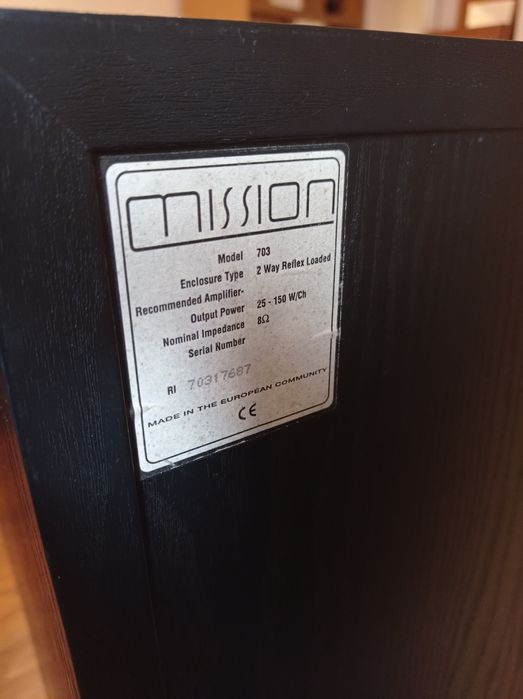 mission
Model 703
Enclosure Type 2 Way Reflex Loaded
Recommended Amplifier-
Output Power 25 - 150 W/Ch
Nominal Impedance 8Ω
Serial Number
RI 70317687
MADE IN THE EUROPEAN COMMUNITY
CE